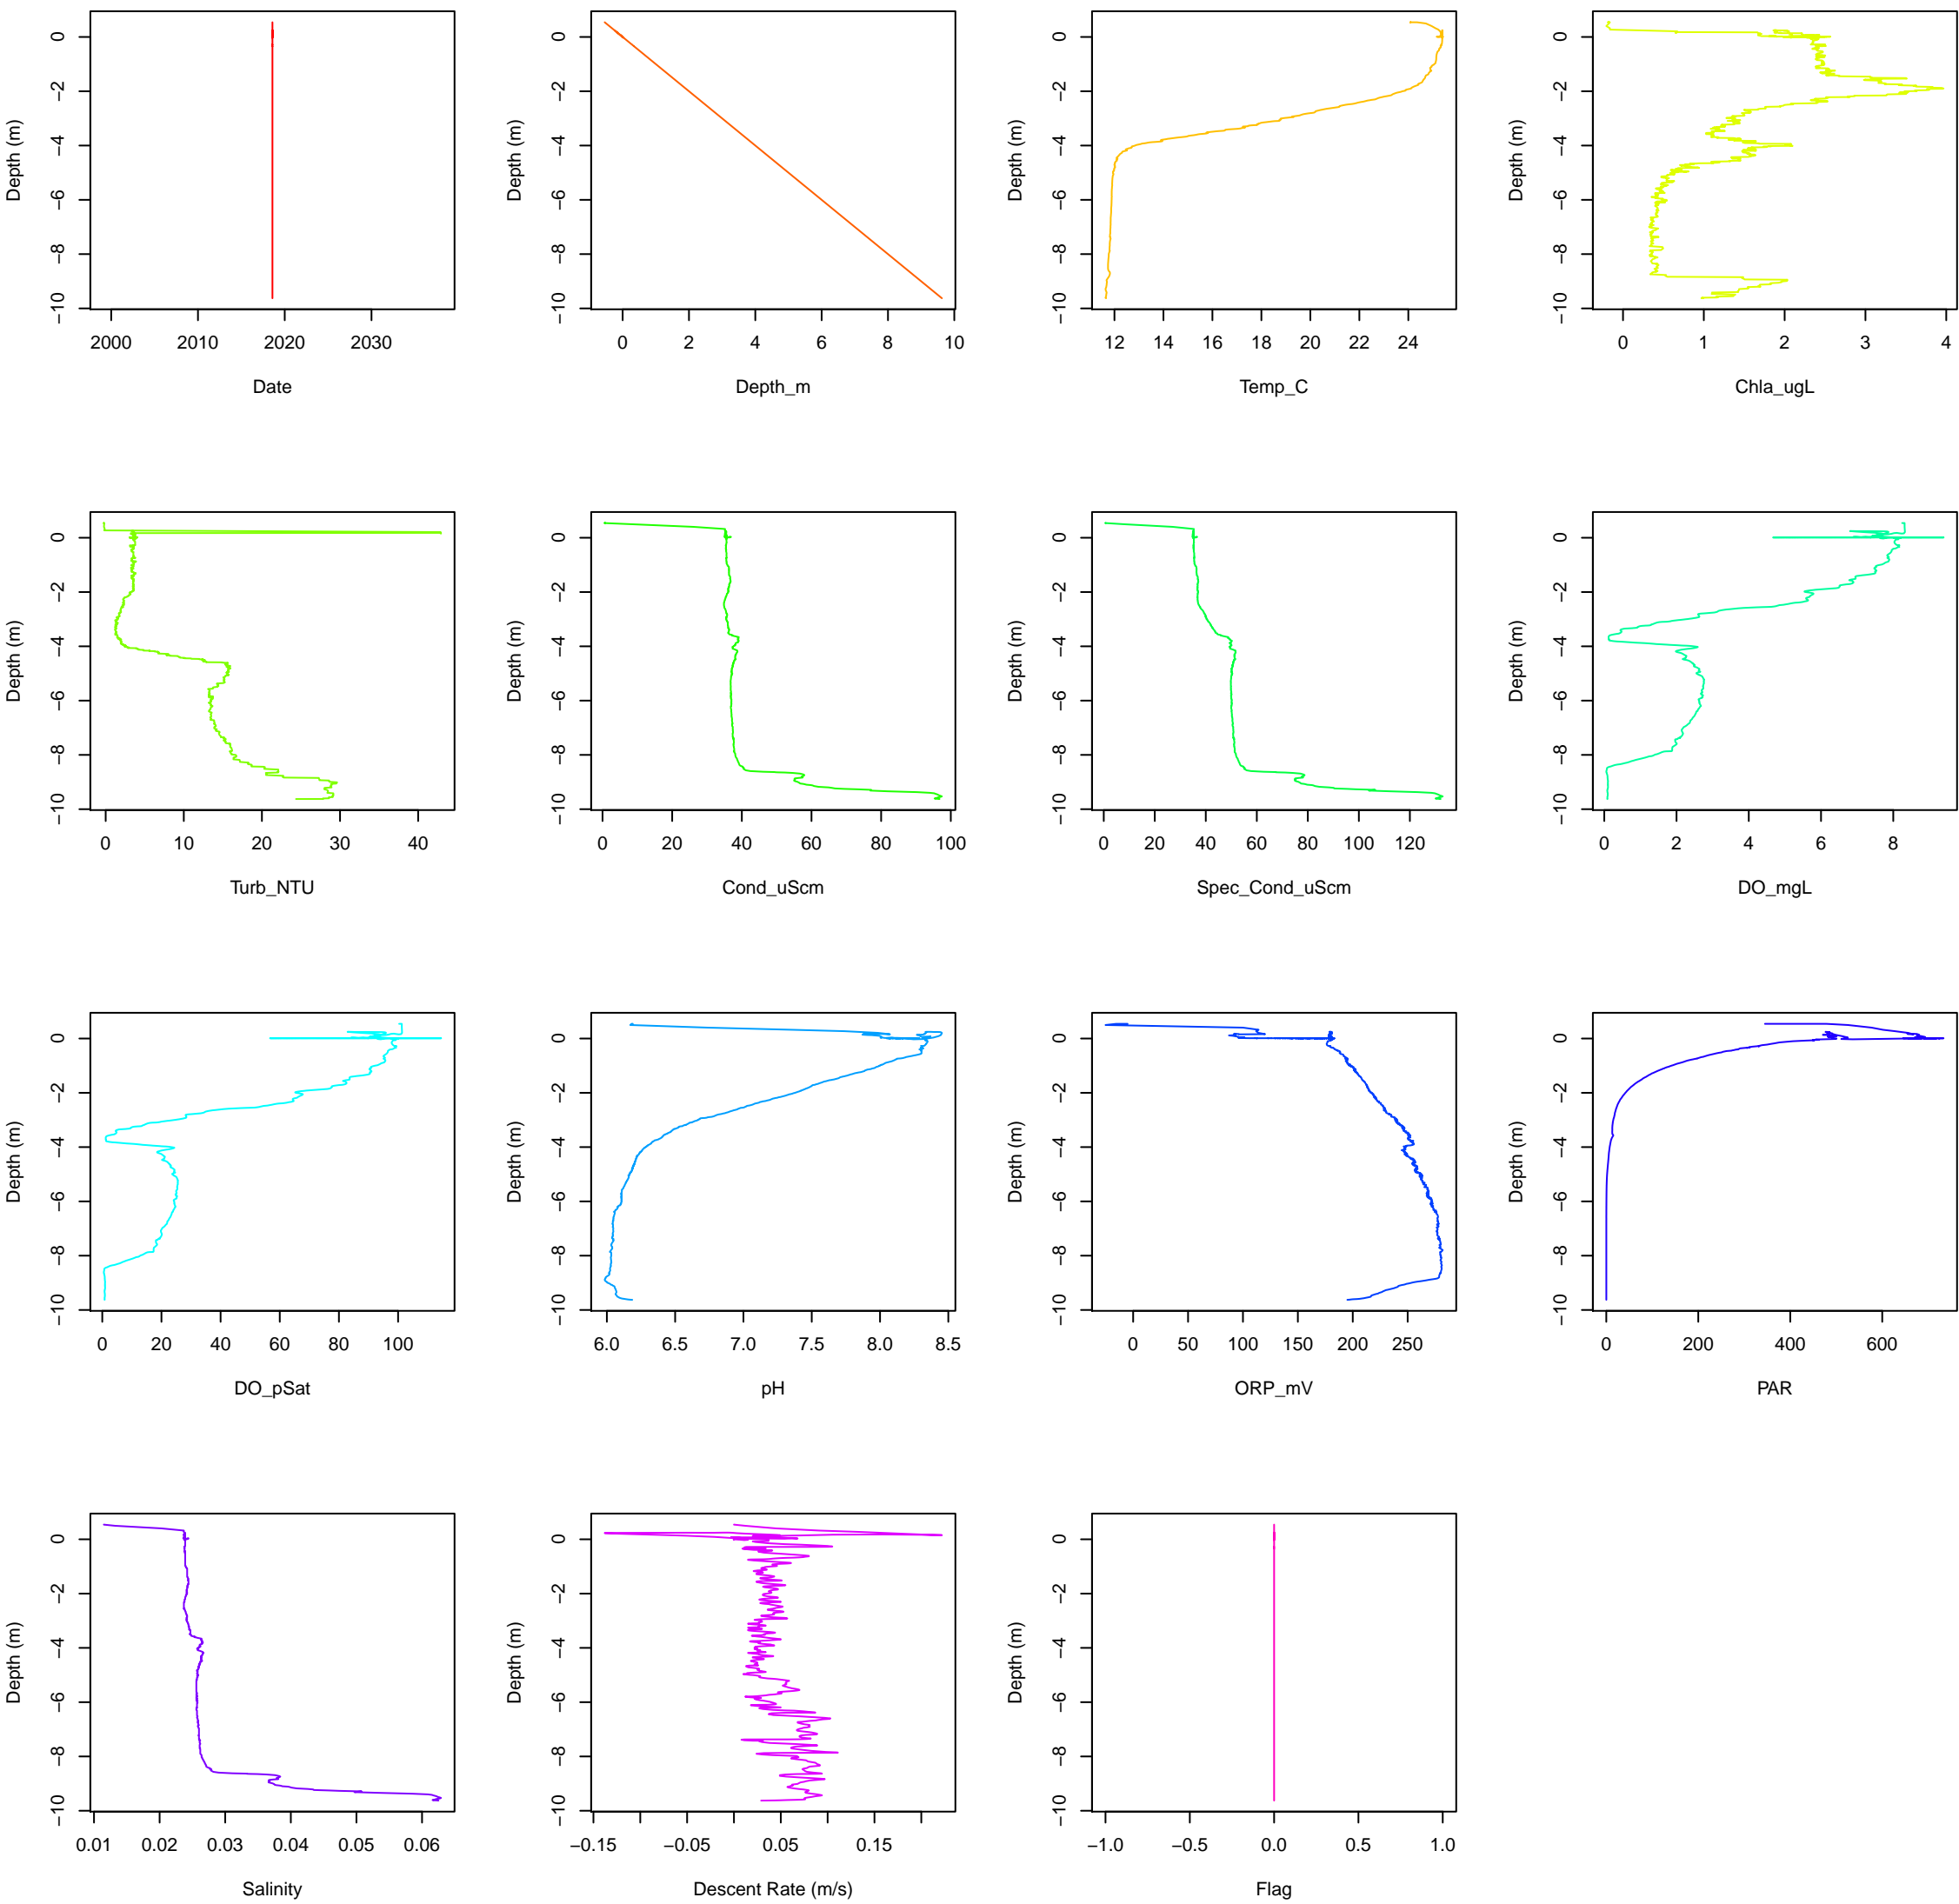 Depth (m)
0
−2
−4
−6
−8
−10
2000 2010 2020 2030
Date
Depth (m)
0
−2
−4
−6
−8
−10
0 2 4 6 8 10
Depth_m
Depth (m)
0
−2
−4
−6
−8
−10
12 14 16 18 20 22 24
Temp_C
Depth (m)
0
−2
−4
−6
−8
−10
0 1 2 3 4
Chla_ugL
Depth (m)
0
−2
−4
−6
−8
−10
0 10 20 30 40
Turb_NTU
Depth (m)
0
−2
−4
−6
−8
−10
0 20 40 60 80 100
Cond_uScm
Depth (m)
0
−2
−4
−6
−8
−10
0 20 40 60 80 100 120
Spec_Cond_uScm
Depth (m)
0
−2
−4
−6
−8
−10
0 2 4 6 8
DO_mgL
Depth (m)
0
−2
−4
−6
−8
−10
0 20 40 60 80 100
DO_pSat
Depth (m)
0
−2
−4
−6
−8
−10
6.0 6.5 7.0 7.5 8.0 8.5
pH
Depth (m)
0
−2
−4
−6
−8
−10
0 50 100 150 200 250
ORP_mV
Depth (m)
0
−2
−4
−6
−8
−10
0 200 400 600
PAR
Depth (m)
0
−2
−4
−6
−8
−10
0.01 0.02 0.03 0.04 0.05 0.06
Salinity
Depth (m)
0
−2
−4
−6
−8
−10
−0.15 −0.05 0.05 0.15
Descent Rate (m/s)
Depth (m)
0
−2
−4
−6
−8
−10
−1.0 −0.5 0.0 0.5 1.0
Flag